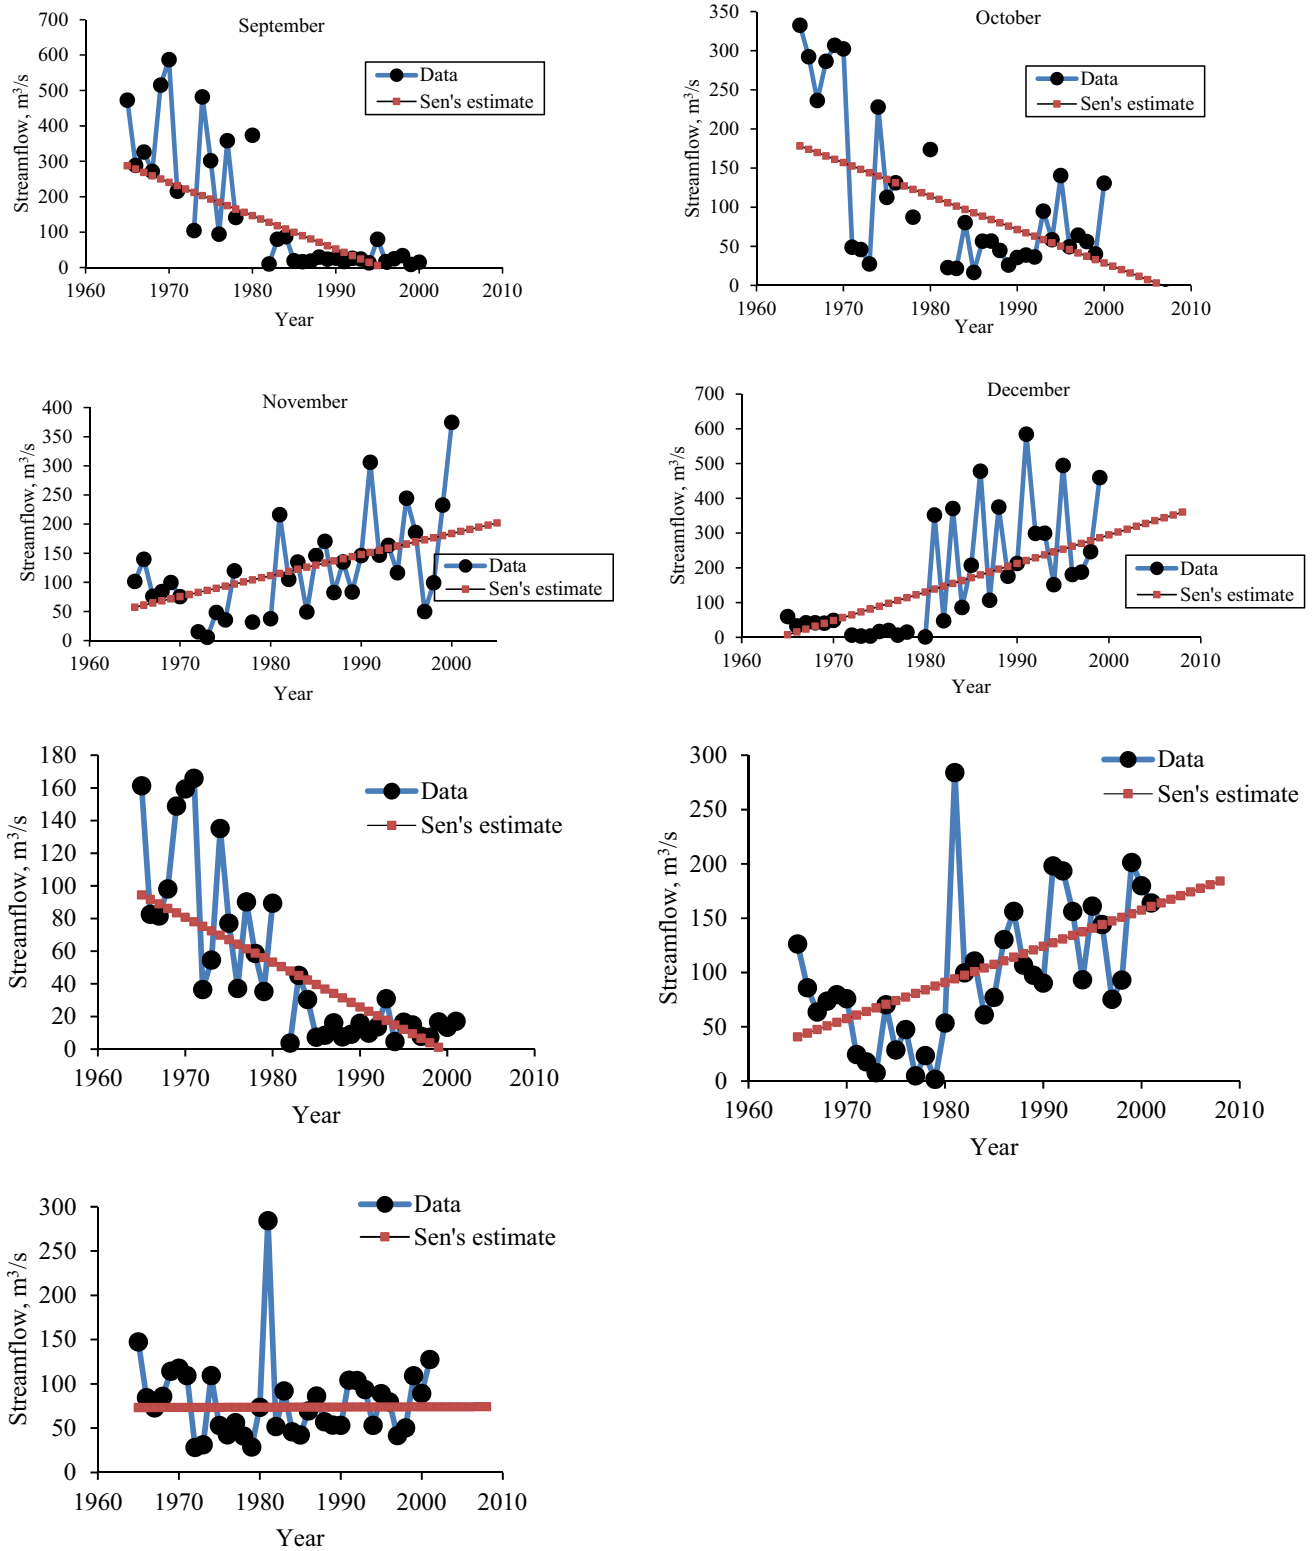 September
700
600
500
400
300
200
100
0
Streamflow, m³/s
Data
Sen's estimate
1960 1970 1980 1990 2000 2010
Year
October
350
300
250
200
150
100
50
0
Streamflow, m³/s
Data
Sen's estimate
1960 1970 1980 1990 2000 2010
Year
November
400
350
300
250
200
150
100
50
0
Streamflow, m³/s
Data
Sen's estimate
1960 1970 1980 1990 2000
Year
December
700
600
500
400
300
200
100
0
Streamflow, m³/s
Data
Sen's estimate
1960 1970 1980 1990 2000 2010
Year
180
160
140
120
100
80
60
40
20
0
Streamflow, m³/s
Data
Sen's estimate
1960 1970 1980 1990 2000 2010
Year
300
250
200
150
100
50
0
Streamflow, m³/s
Data
Sen's estimate
1960 1970 1980 1990 2000 2010
Year
300
250
200
150
100
50
0
Streamflow, m³/s
Data
Sen's estimate
1960 1970 1980 1990 2000 2010
Year